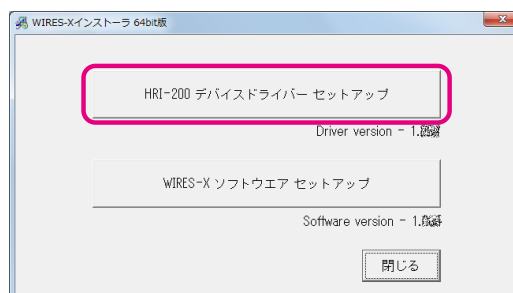 WIRES-Xインストーラ 64bit版
HRI-200 デバイスドライバー セットアップ
Driver version - 1.
WIRES-X ソフトウエア セットアップ
Software version - 1.
閉じる